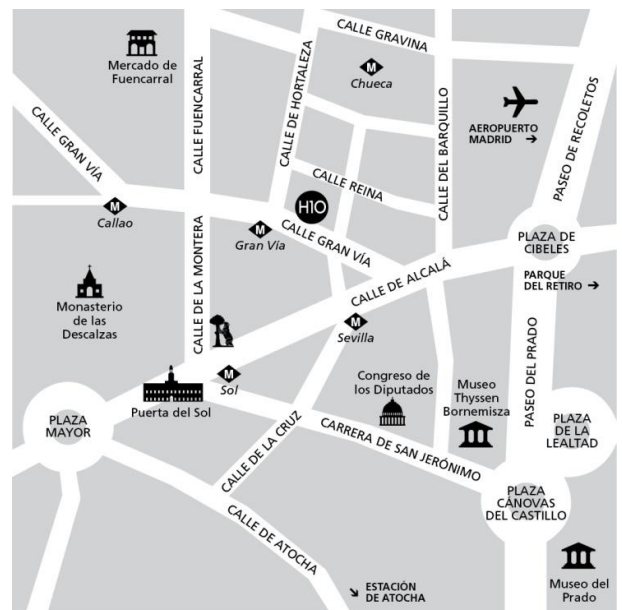 CALLE GRAVINA
Mercado de
Fuencarral
M
Chueca
CALLE FUENCARRAL
CALLE DE HORTALEZA
CALLE DEL BARQUILLO
AEROPUERTO
MADRID →
PASEO DE RECOLETOS
CALLE GRAN VÍA
CALLE REINA
H10
M
Callao
M
Gran Vía
CALLE GRAN VÍA
PLAZA DE
CIBELES
CALLE DE LA MONTERA
CALLE DE ALCALÁ
PARQUE
DEL RETIRO →
Monasterio
de las
Descalzas
M
Sevilla
PASEO DEL PRADO
M
Sol
Congreso de
los Diputados
Museo
Thyssen
Bornemisza
Puerta del Sol
PLAZA
MAYOR
PLAZA
DE LA
LEALTAD
CALLE DE LA CRUZ
CARRERA DE SAN JERÓNIMO
PLAZA
CÁNOVAS
DEL CASTILLO
CALLE DE ATOCHA
↘ ESTACIÓN
DE ATOCHA
Museo del
Prado